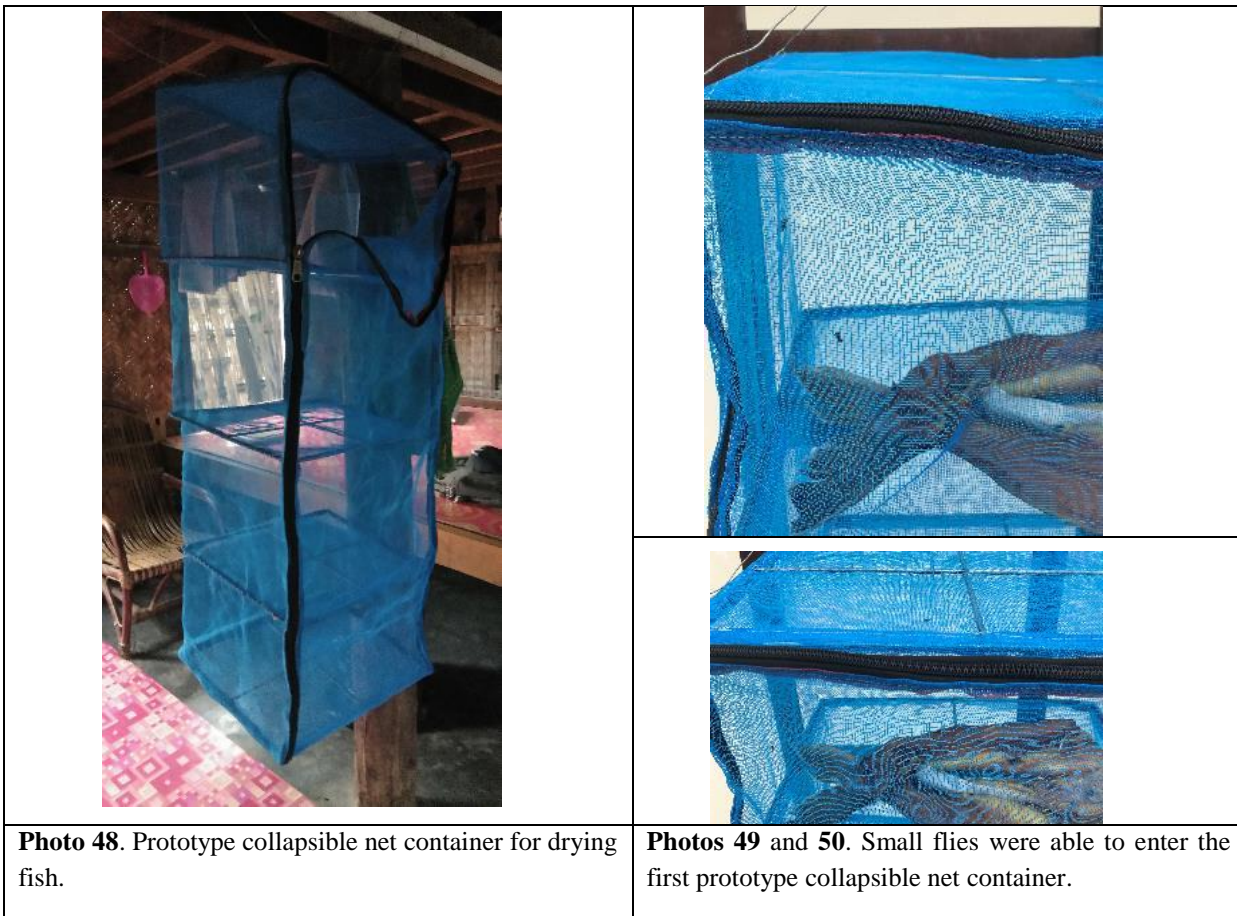 Photo 48. Prototype collapsible net container for drying
fish.
Photos 49 and 50. Small flies were able to enter the
first prototype collapsible net container.